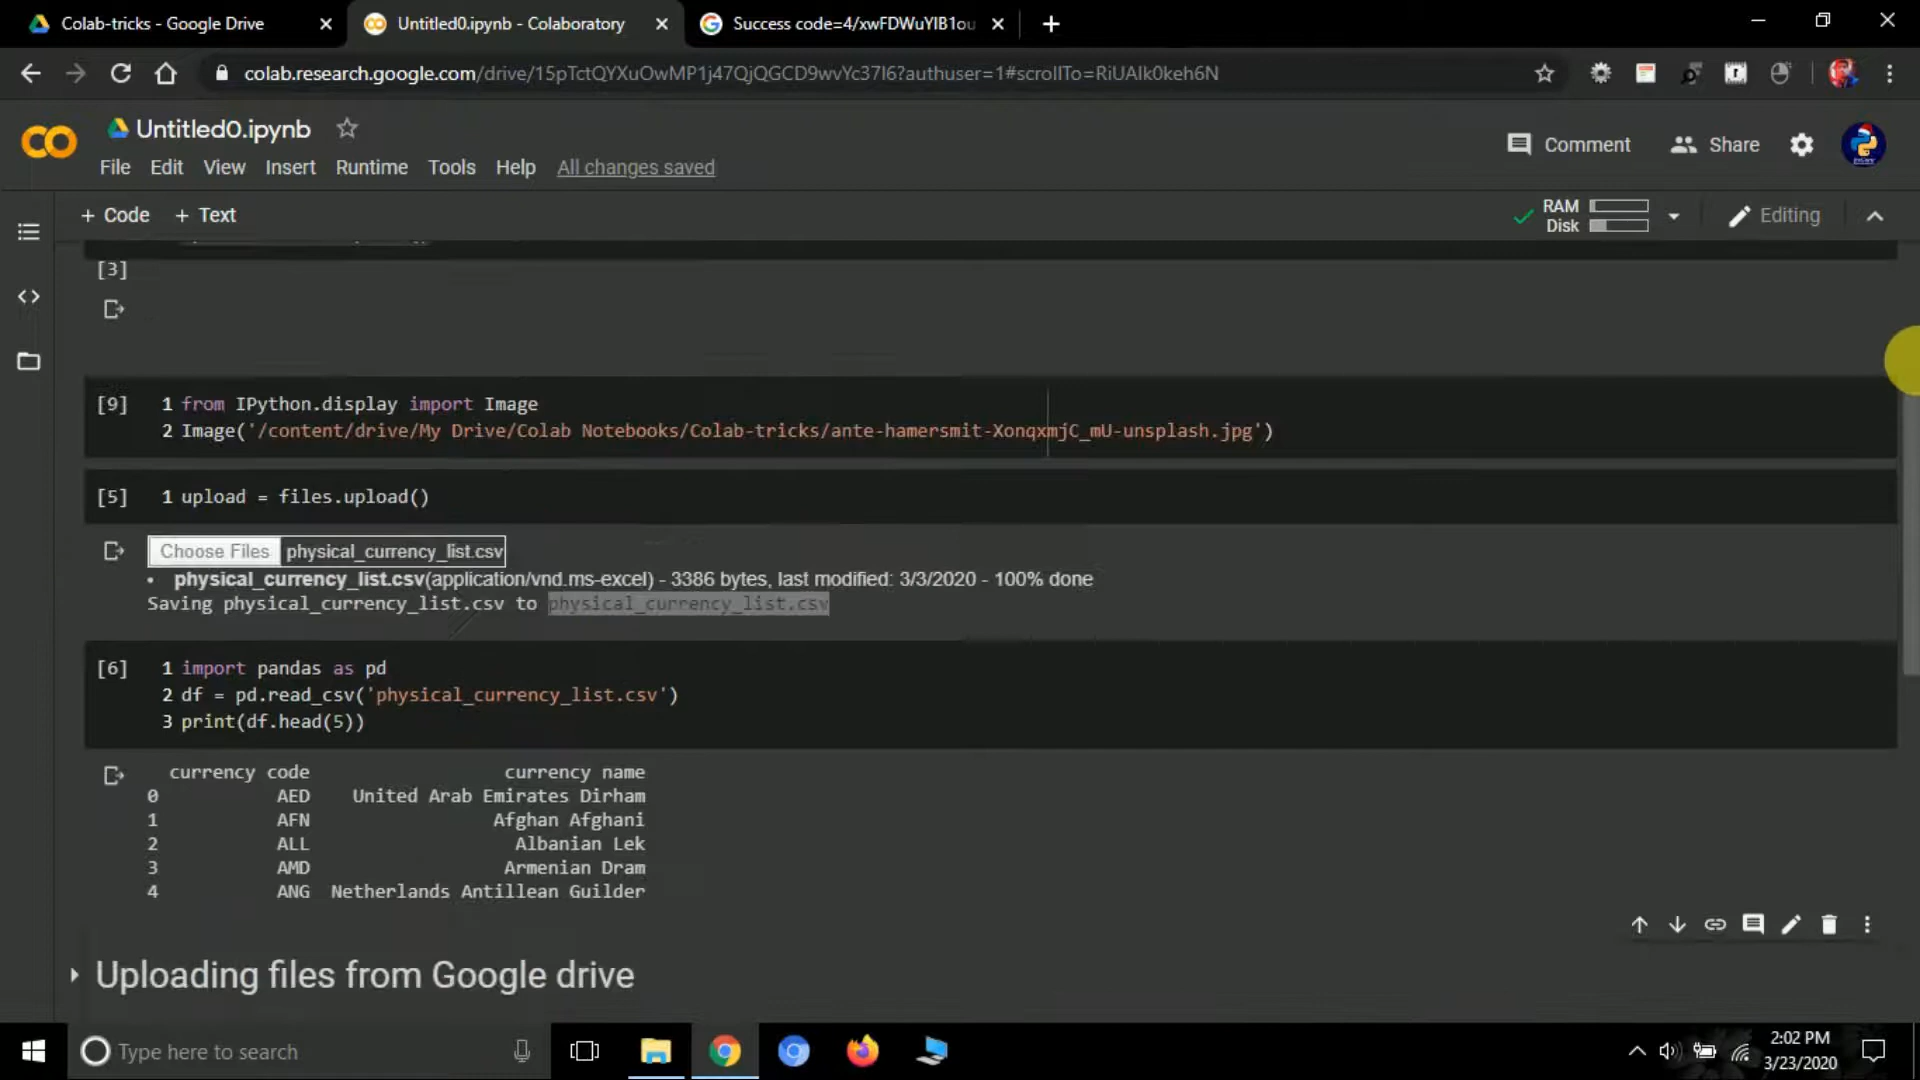 Colab-tricks - Google Drive
Untitled0.ipynb - Colaboratory
Success code=4/xwFDWuYIB1ou
colab.research.google.com/drive/15pTctQYXuOwMP1j47QjQGCD9wvYc37I6?authuser=1#scrollTo=RiUAIk0keh6N
Untitled0.ipynb
Comment
Share
File Edit View Insert Runtime Tools Help All changes saved
+ Code + Text
RAM
Disk
Editing
[3]
[9] 1 from IPython.display import Image
2 Image('/content/drive/My Drive/Colab Notebooks/Colab-tricks/ante-hamersmit-XonqxmjC_mU-unsplash.jpg')
[5] 1 upload = files.upload()
Choose Files physical_currency_list.csv
• physical_currency_list.csv(application/vnd.ms-excel) - 3386 bytes, last modified: 3/3/2020 - 100% done
Saving physical_currency_list.csv to physical_currency_list.csv
[6] 1 import pandas as pd
2 df = pd.read_csv('physical_currency_list.csv')
3 print(df.head(5))
currency code currency name
0 AED United Arab Emirates Dirham
1 AFN Afghan Afghani
2 ALL Albanian Lek
3 AMD Armenian Dram
4 ANG Netherlands Antillean Guilder
Uploading files from Google drive
Type here to search
2:02 PM
3/23/2020